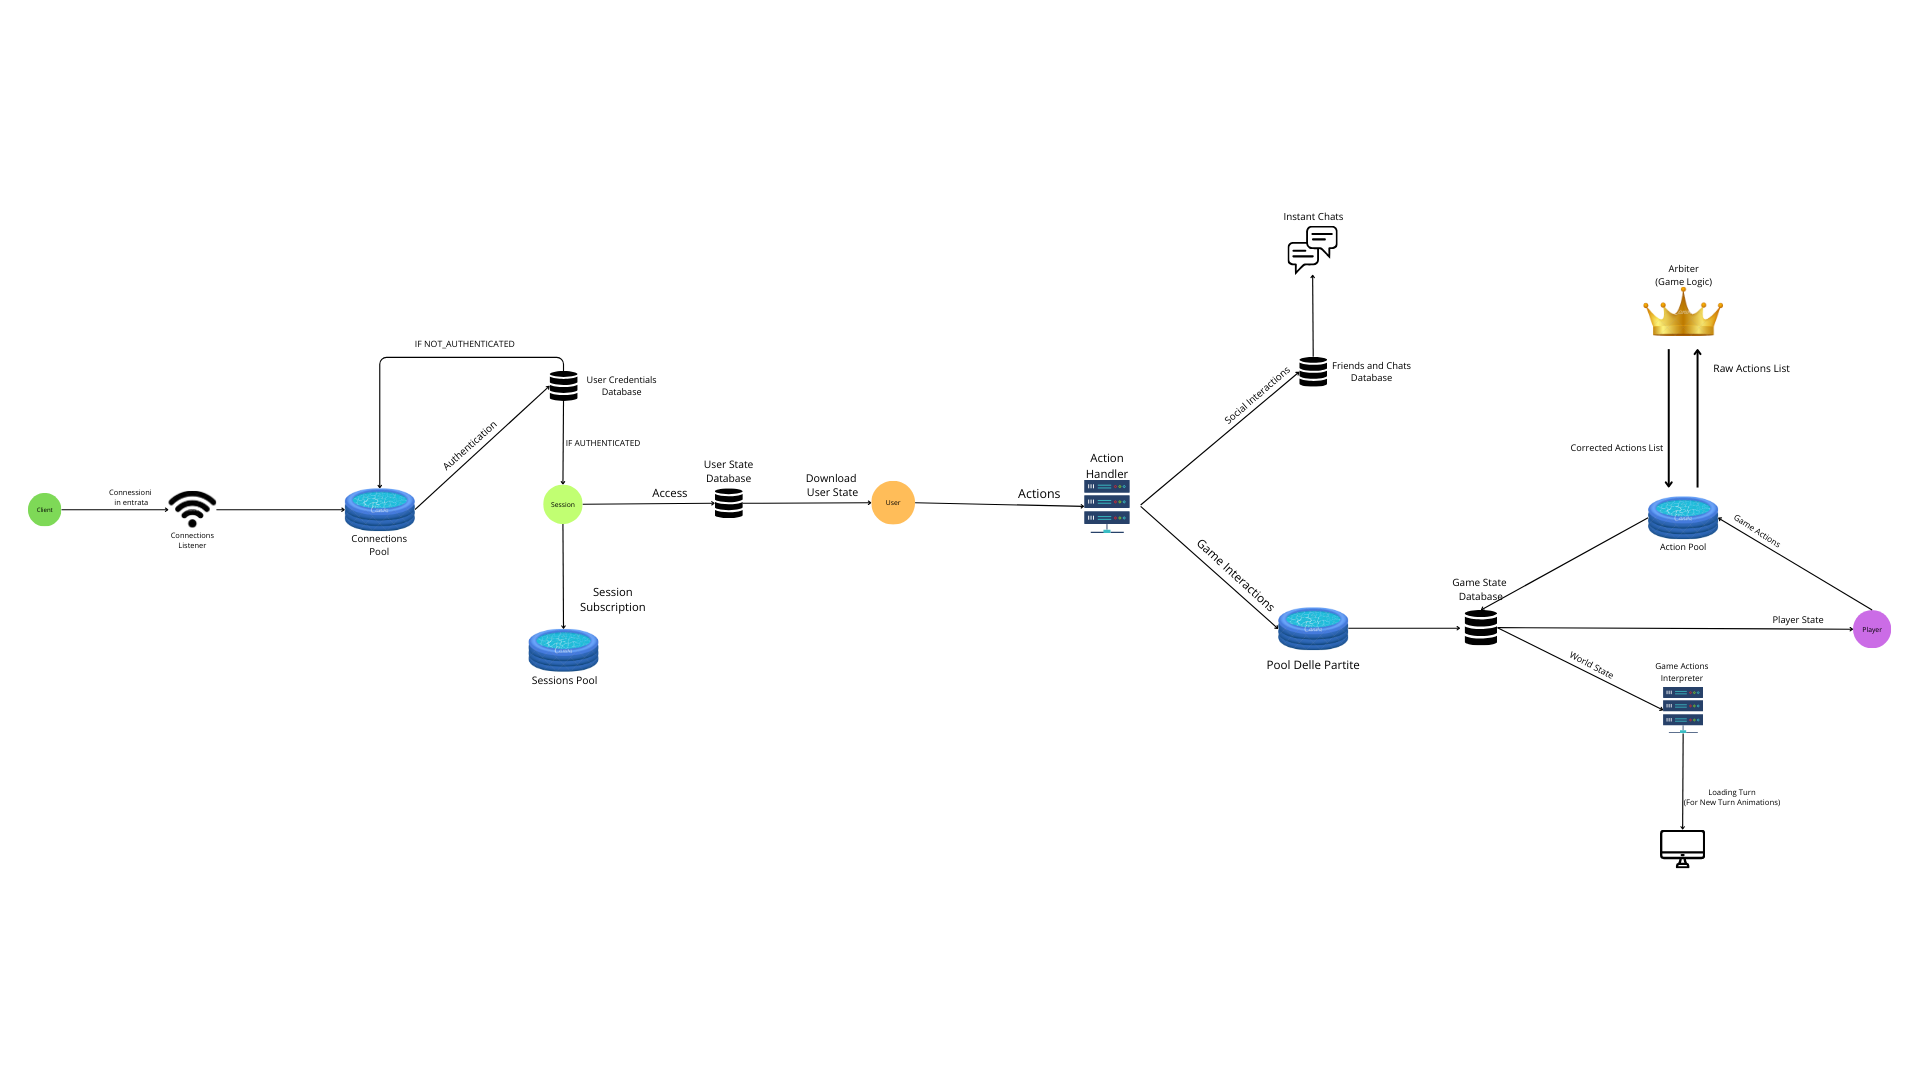 Client
Connessioni
in entrata
Connections
Listener
Connections
Pool
IF NOT_AUTHENTICATED
Authentication
User Credentials
Database
IF AUTHENTICATED
Session
Session
Subscription
Sessions Pool
Access
User State
Database
Download
User State
User
Actions
Action
Handler
Social Interactions
Game Interactions
Instant Chats
Friends and Chats
Database
Pool Delle Partite
Game State
Database
Arbiter
(Game Logic)
Raw Actions List
Corrected Actions List
Action Pool
Game Actions
Player State
Player
World State
Game Actions
Interpreter
Loading Turn
(For New Turn Animations)